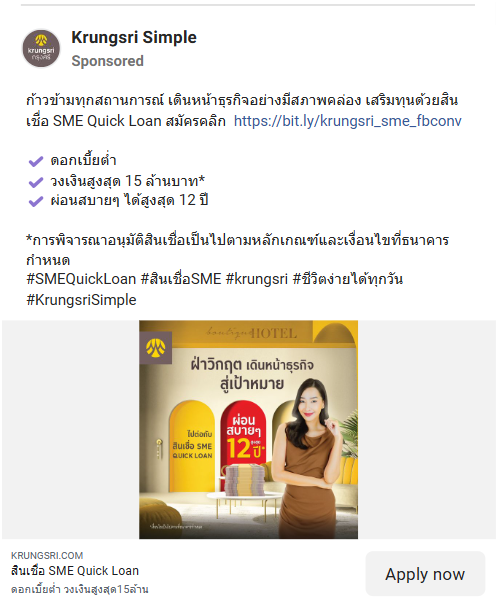 krungsri
กรุงศรี
Krungsri Simple
Sponsored
ก้าวข้ามทุกสถานการณ์ เดินหน้าธุรกิจอย่างมีสภาพคล่อง เสริมทุนด้วยสิน
เชื่อ SME Quick Loan สมัครคลิก https://bit.ly/krungsri_sme_fbconv
ดอกเบี้ยต่ำ
วงเงินสูงสุด 15 ล้านบาท*
ผ่อนสบายๆ ได้สูงสุด 12 ปี
*การพิจารณาอนุมัติสินเชื่อเป็นไปตามหลักเกณฑ์และเงื่อนไขที่ธนาคาร
กำหนด
#SMEQuickLoan #สินเชื่อSME #krungsri #ชีวิตง่ายได้ทุกวัน
#KrungsriSimple
boutique HOTEL
ฝ่าวิกฤต เดินหน้าธุรกิจ
สู่เป้าหมาย
ไปต่อกับ
สินเชื่อ SME
QUICK LOAN
ผ่อน
สบายๆ
สูงสุด
12 ปี*
KRUNGSRI.COM
สินเชื่อ SME Quick Loan
ดอกเบี้ยต่ำ วงเงินสูงสุด15ล้าน
Apply now